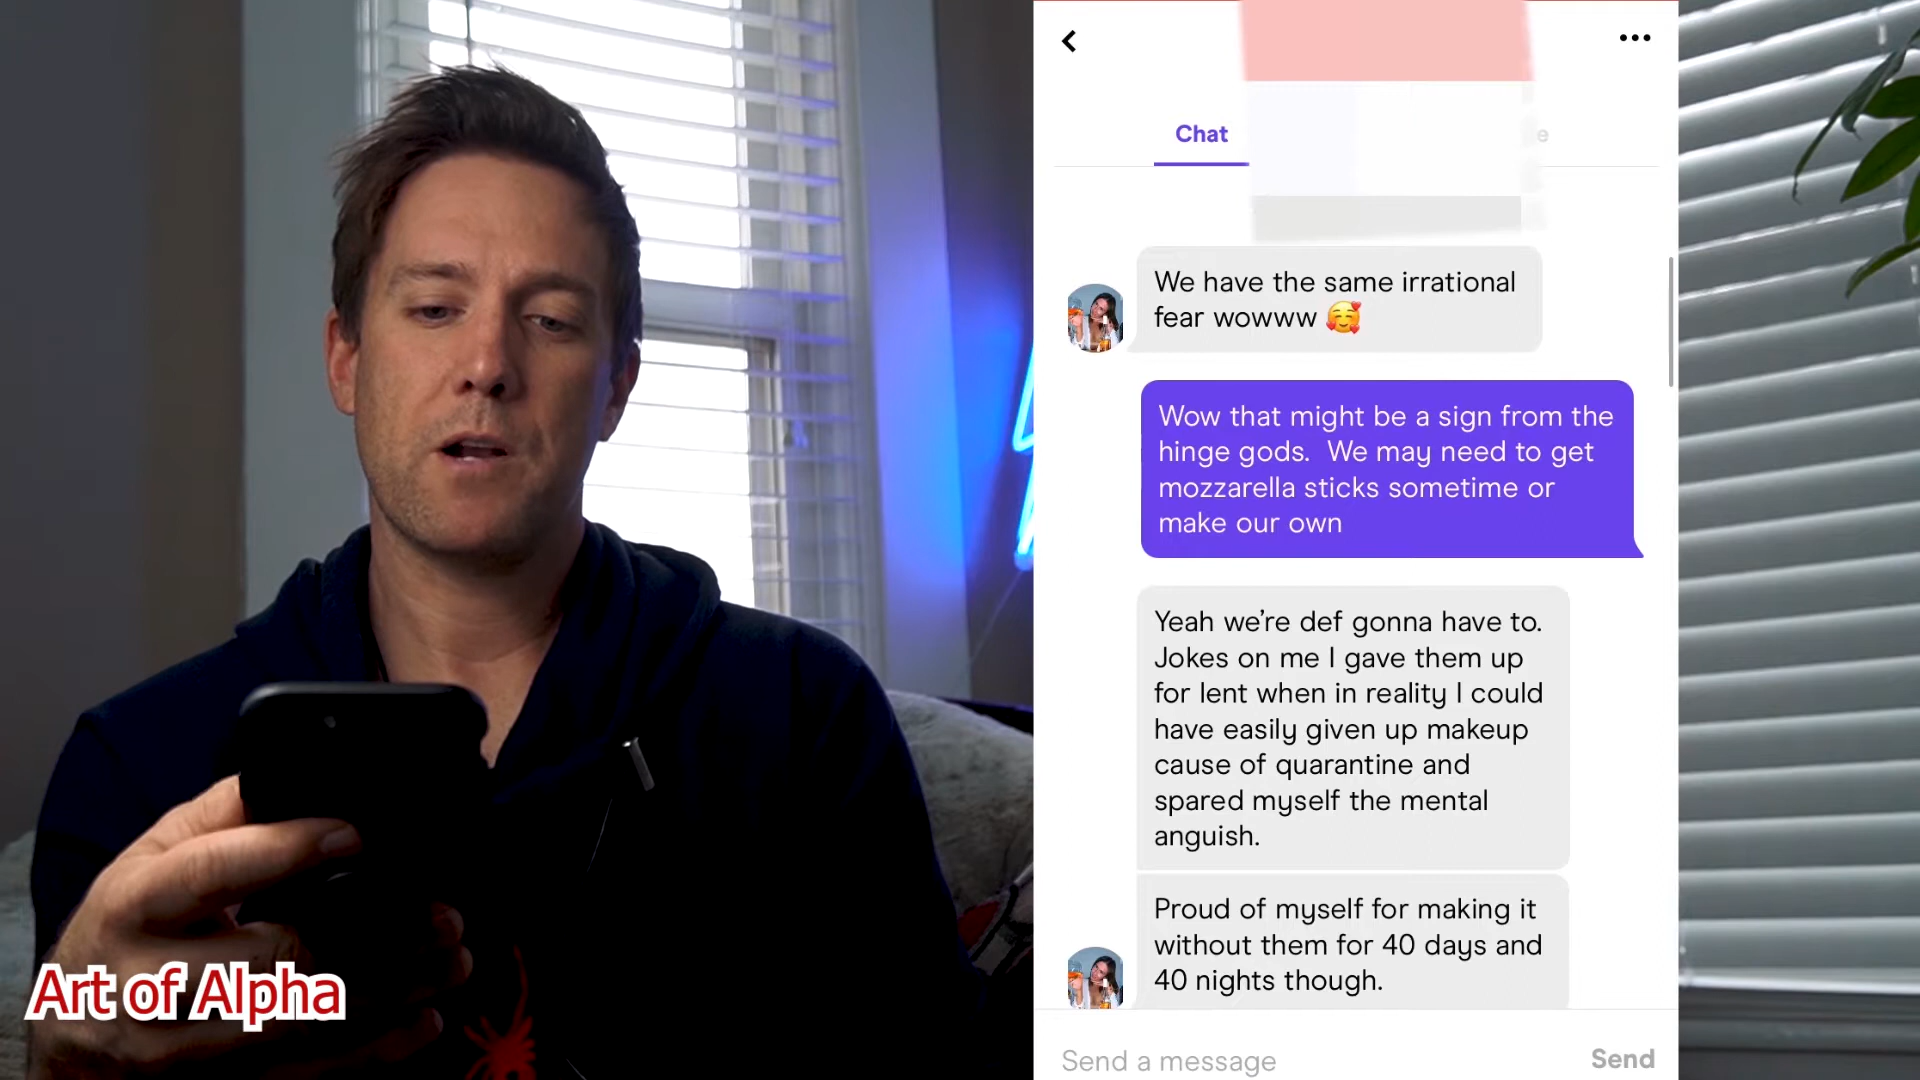 Chat
e
We have the same irrational
fear wowww 🥰
Wow that might be a sign from the
hinge gods.  We may need to get
mozzarella sticks sometime or
make our own
Yeah we’re def gonna have to.
Jokes on me I gave them up
for lent when in reality I could
have easily given up makeup
cause of quarantine and
spared myself the mental
anguish.
Proud of myself for making it
without them for 40 days and
40 nights though.
Send a message
Send
Art of Alpha